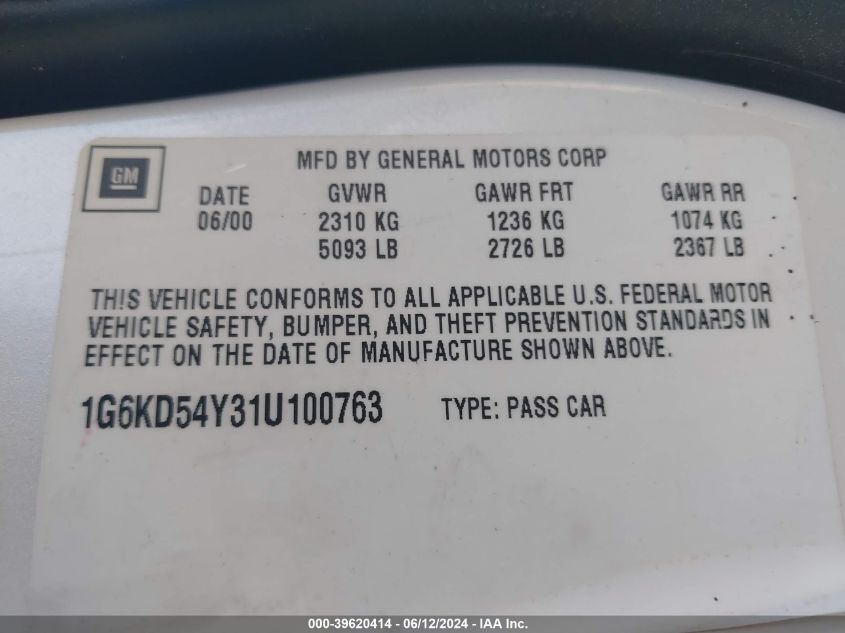 MFD BY GENERAL MOTORS CORP
GM
DATE GVWR GAWR FRT GAWR RR
06/00 2310 KG 1236 KG 1074 KG
5093 LB 2726 LB 2367 LB
THIS VEHICLE CONFORMS TO ALL APPLICABLE U.S. FEDERAL MOTOR
VEHICLE SAFETY, BUMPER, AND THEFT PREVENTION STANDARDS IN
EFFECT ON THE DATE OF MANUFACTURE SHOWN ABOVE.
1G6KD54Y31U100763 TYPE: PASS CAR
000-39620414 - 06/12/2024 - IAA Inc.